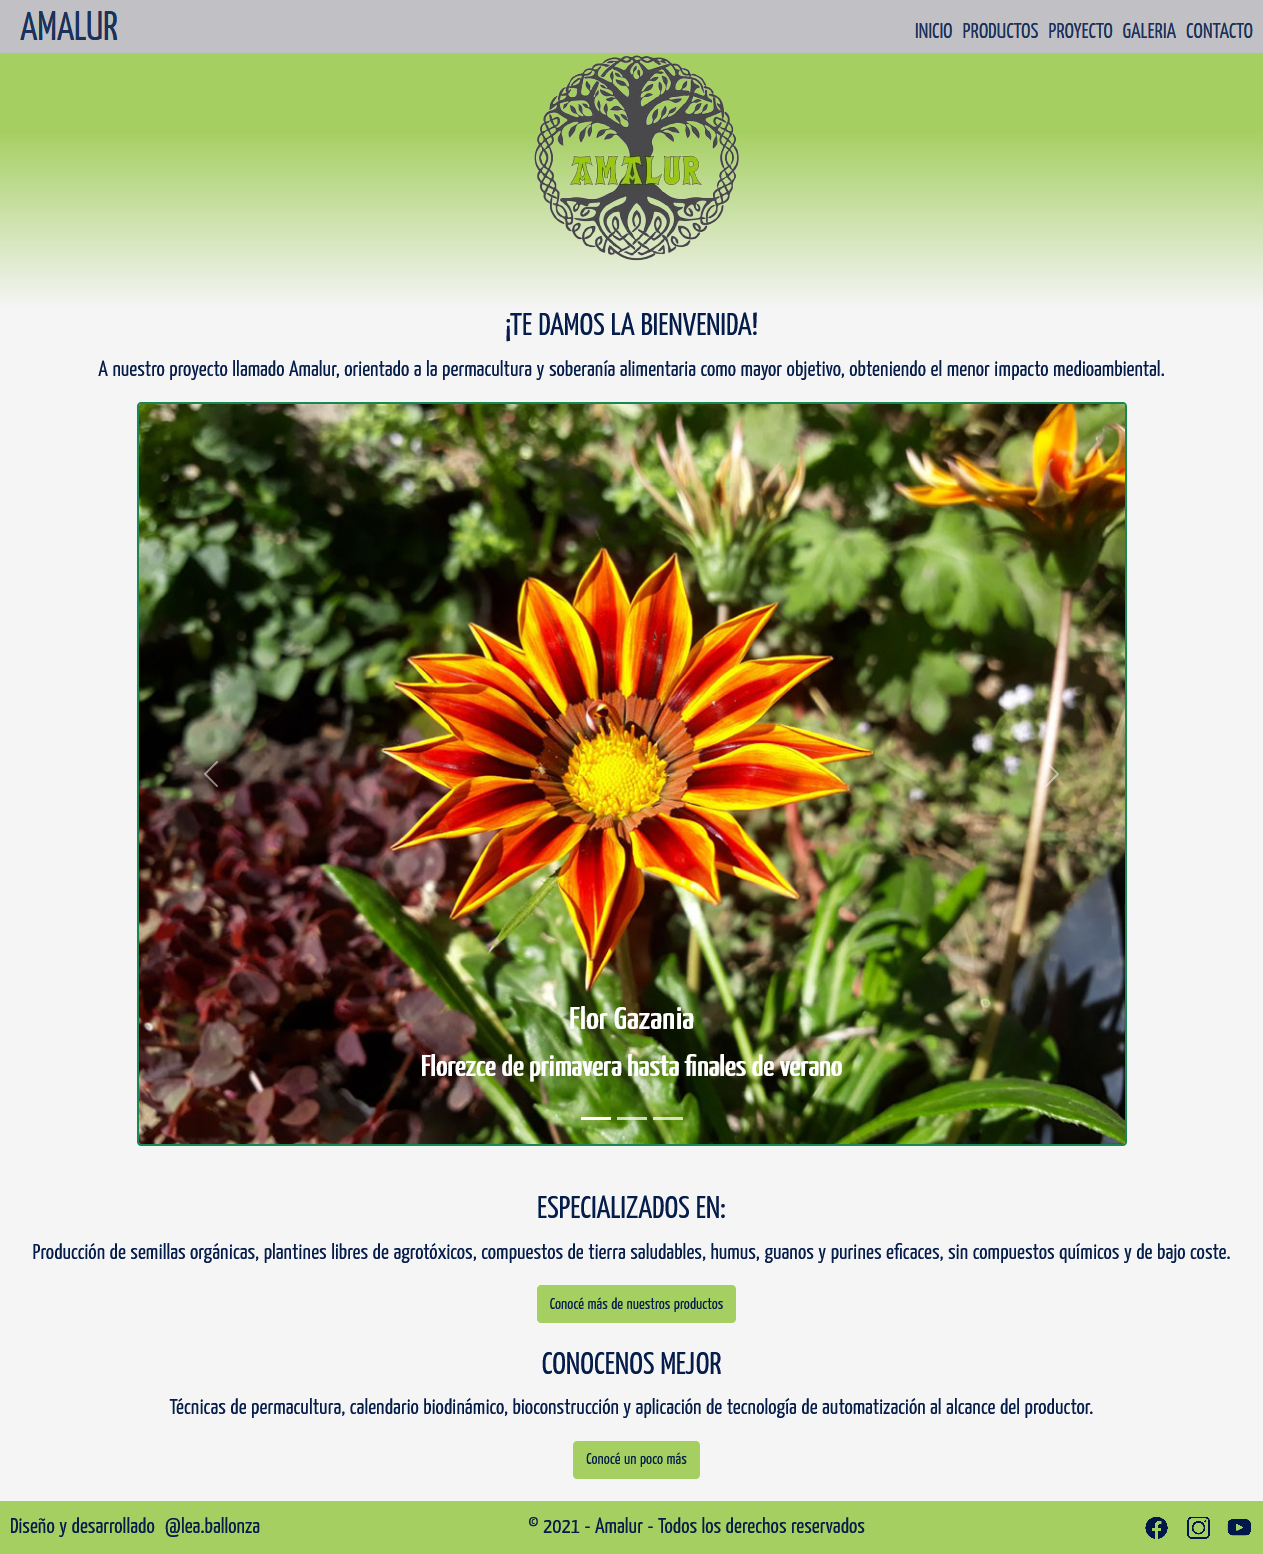 AMALUR
INICIO PRODUCTOS PROYECTO GALERIA CONTACTO
AMALUR
¡TE DAMOS LA BIENVENIDA!
A nuestro proyecto llamado Amalur, orientado a la permacultura y soberanía alimentaria como mayor objetivo, obteniendo el menor impacto medioambiental.
Flor Gazania
Florezce de primavera hasta finales de verano
ESPECIALIZADOS EN:
Producción de semillas orgánicas, plantines libres de agrotóxicos, compuestos de tierra saludables, humus, guanos y purines eficaces, sin compuestos químicos y de bajo coste.
Conocé más de nuestros productos
CONOCENOS MEJOR
Técnicas de permacultura, calendario biodinámico, bioconstrucción y aplicación de tecnología de automatización al alcance del productor.
Conocé un poco más
Diseño y desarrollado @lea.ballonza
© 2021 - Amalur - Todos los derechos reservados